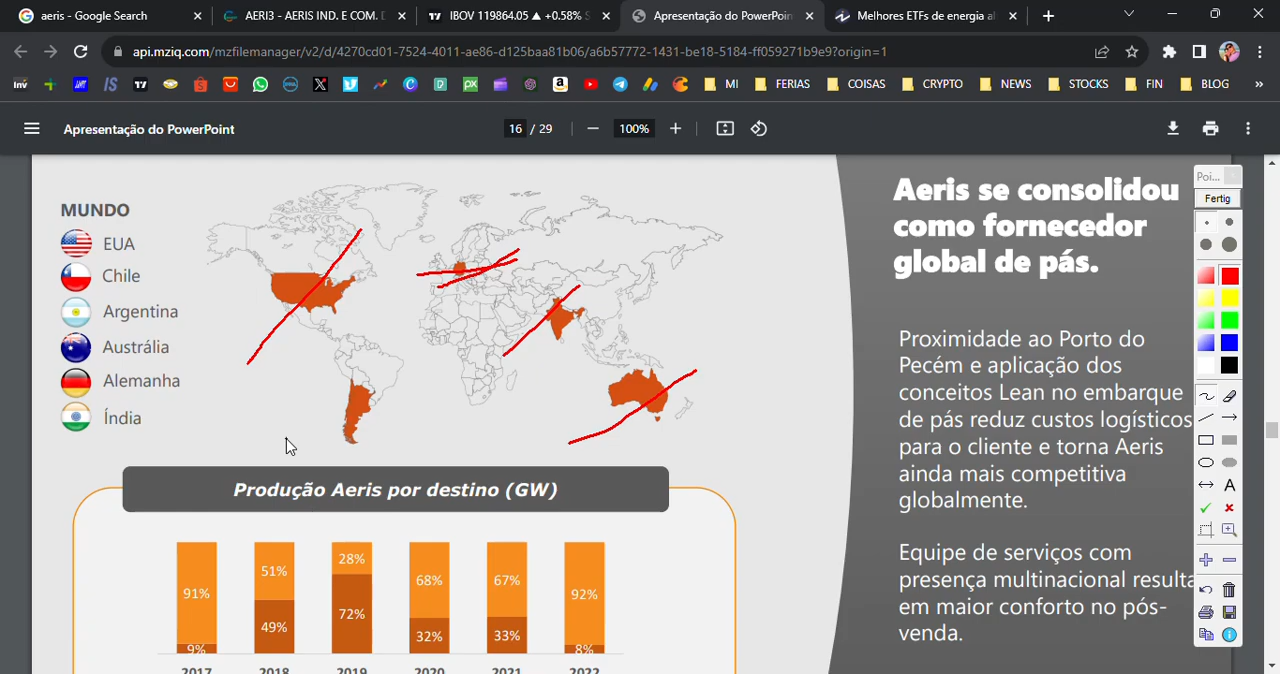 aeris - Google Search
AERI3 - AERIS IND. E COM. D
IBOV 119864.05 ▲ +0.58% S
Apresentação do PowerPoint
Melhores ETFs de energia al
api.mziq.com/mzfilemanager/v2/d/4270cd01-7524-4011-ae86-d125baa81b06/a6b57772-1431-be18-5184-ff059271b9e9?origin=1
MI
FERIAS
COISAS
CRYPTO
NEWS
STOCKS
FIN
BLOG
»
Apresentação do PowerPoint
16 / 29
100%
MUNDO
EUA
Chile
Argentina
Austrália
Alemanha
Índia
Aeris se consolidou
como fornecedor
global de pás.
Proximidade ao Porto do
Pecém e aplicação dos
conceitos Lean no embarque
de pás reduz custos logísticos
para o cliente e torna Aeris
ainda mais competitiva
globalmente.
Equipe de serviços com
presença multinacional resulta
em maior conforto no pós-
venda.
Produção Aeris por destino (GW)
91%
51%
28%
68%
67%
92%
9%
49%
72%
32%
33%
8%
2017
2018
2019
2020
2021
2022
Poi...
Fertig
A